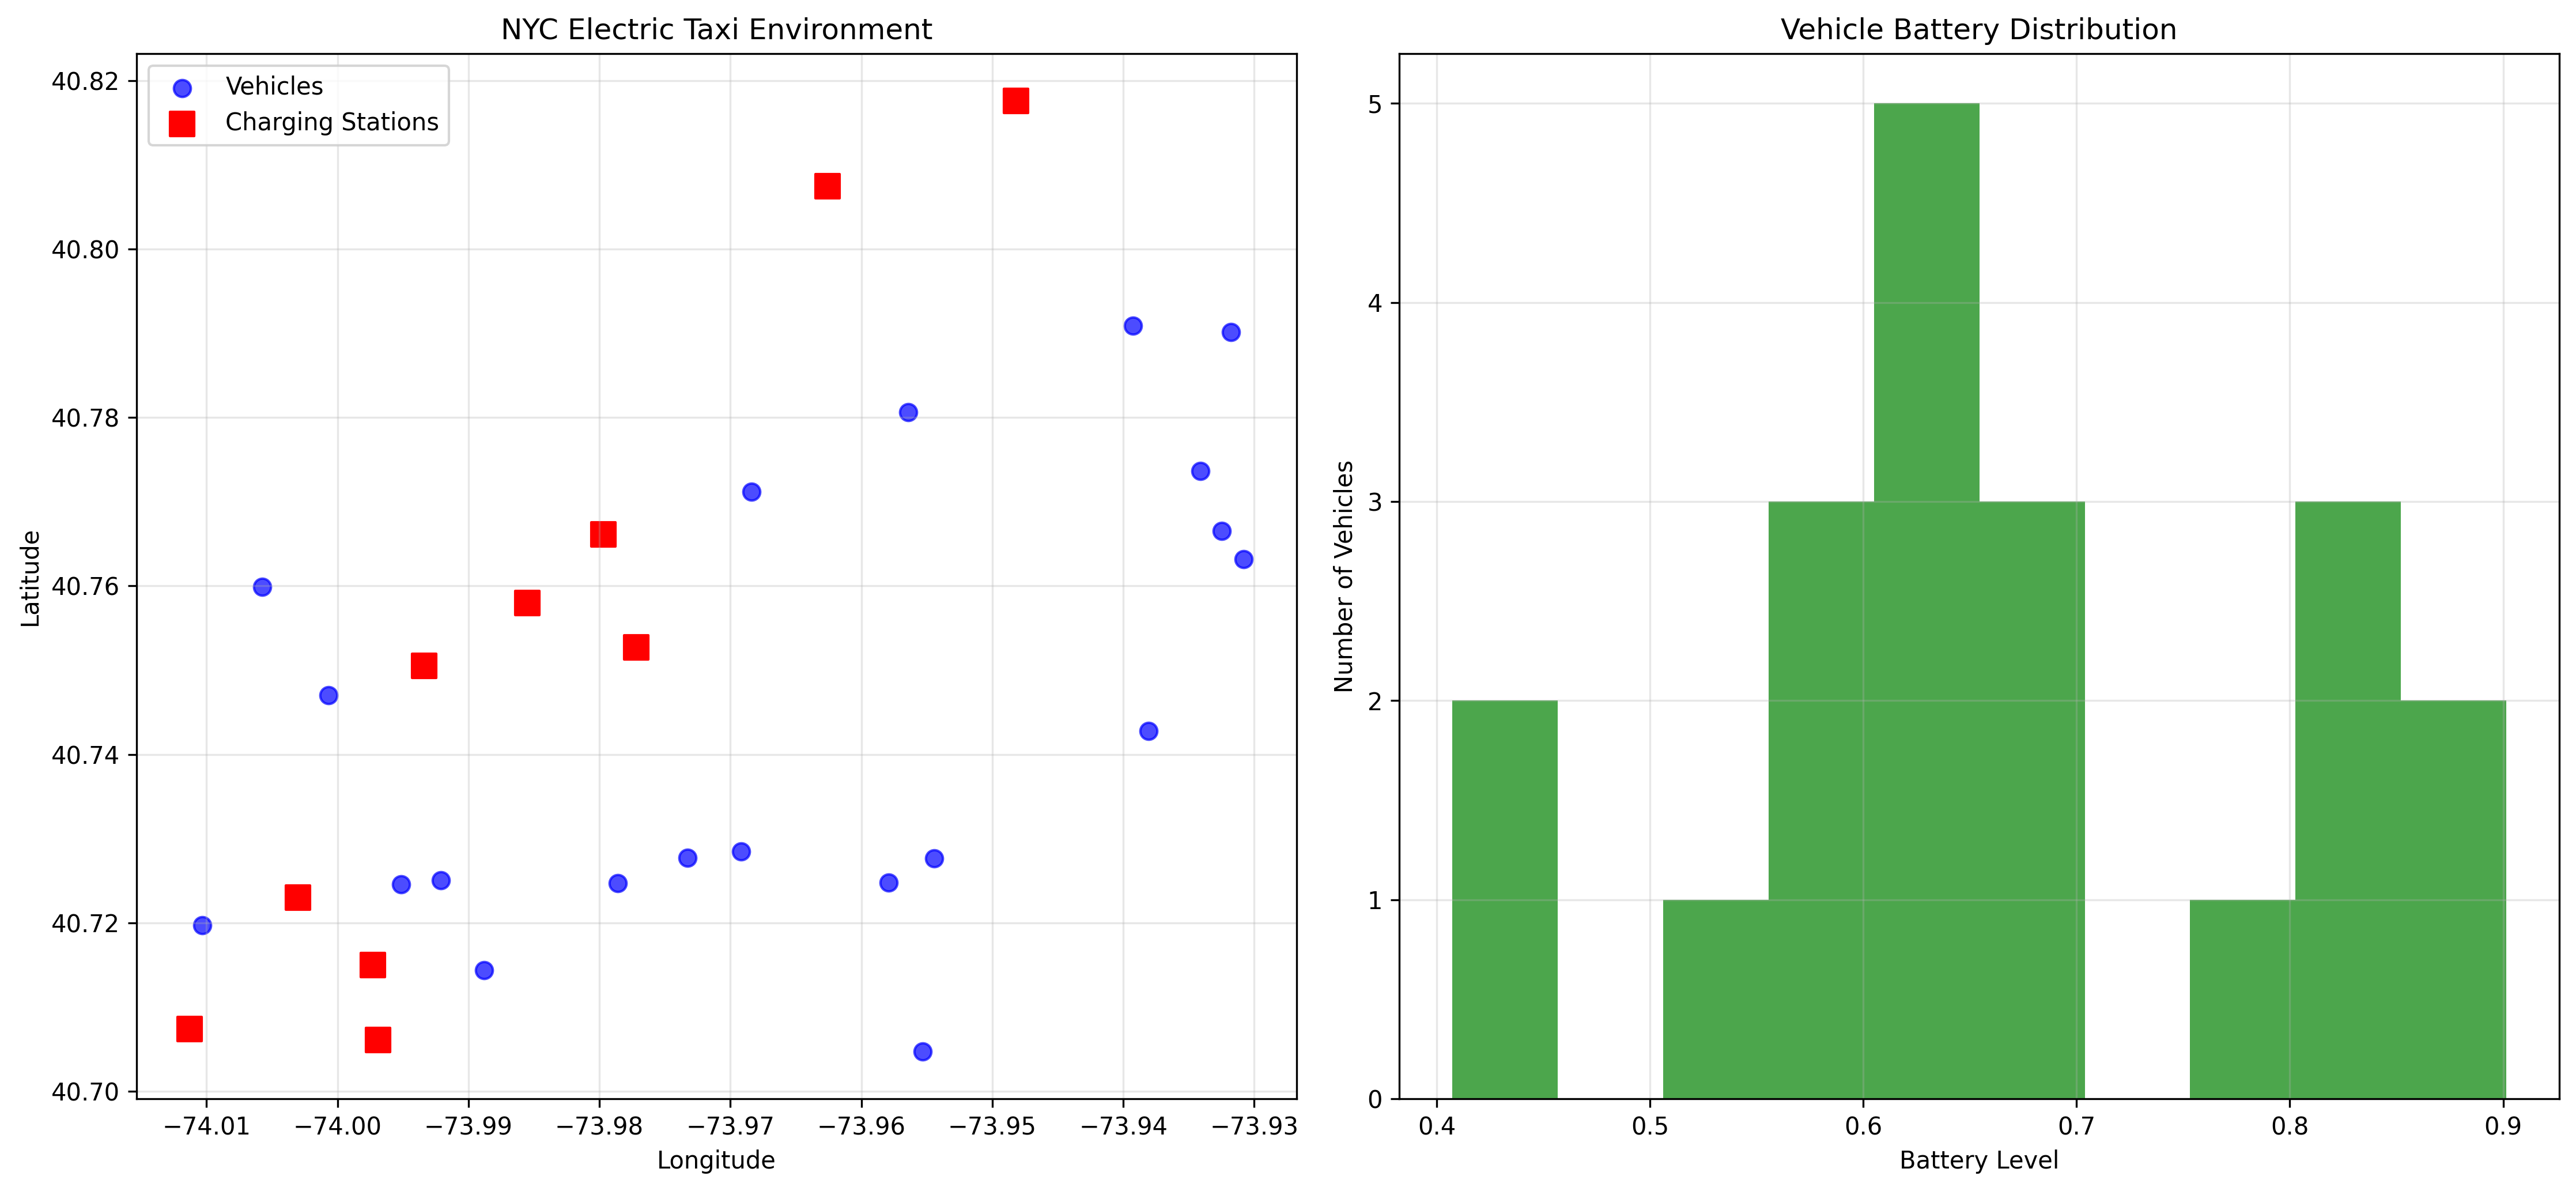 NYC Electric Taxi Environment
Vehicles
Charging Stations
40.82
40.80
40.78
40.76
40.74
40.72
40.70
Latitude
−74.01 −74.00 −73.99 −73.98 −73.97 −73.96 −73.95 −73.94 −73.93
Longitude
Vehicle Battery Distribution
5
4
3
2
1
0
Number of Vehicles
0.4 0.5 0.6 0.7 0.8 0.9
Battery Level